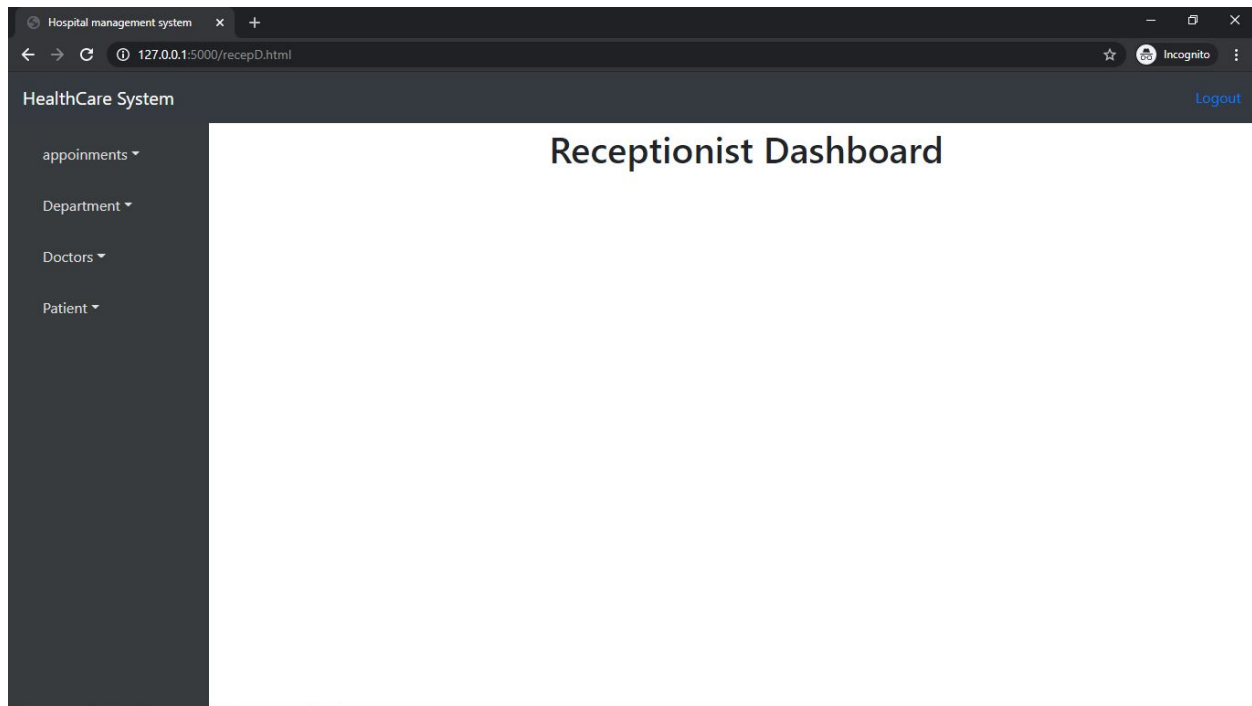 Hospital management system
127.0.0.1:5000/recepD.html
Incognito
HealthCare System
Logout
appoinments
Department
Doctors
Patient
Receptionist Dashboard